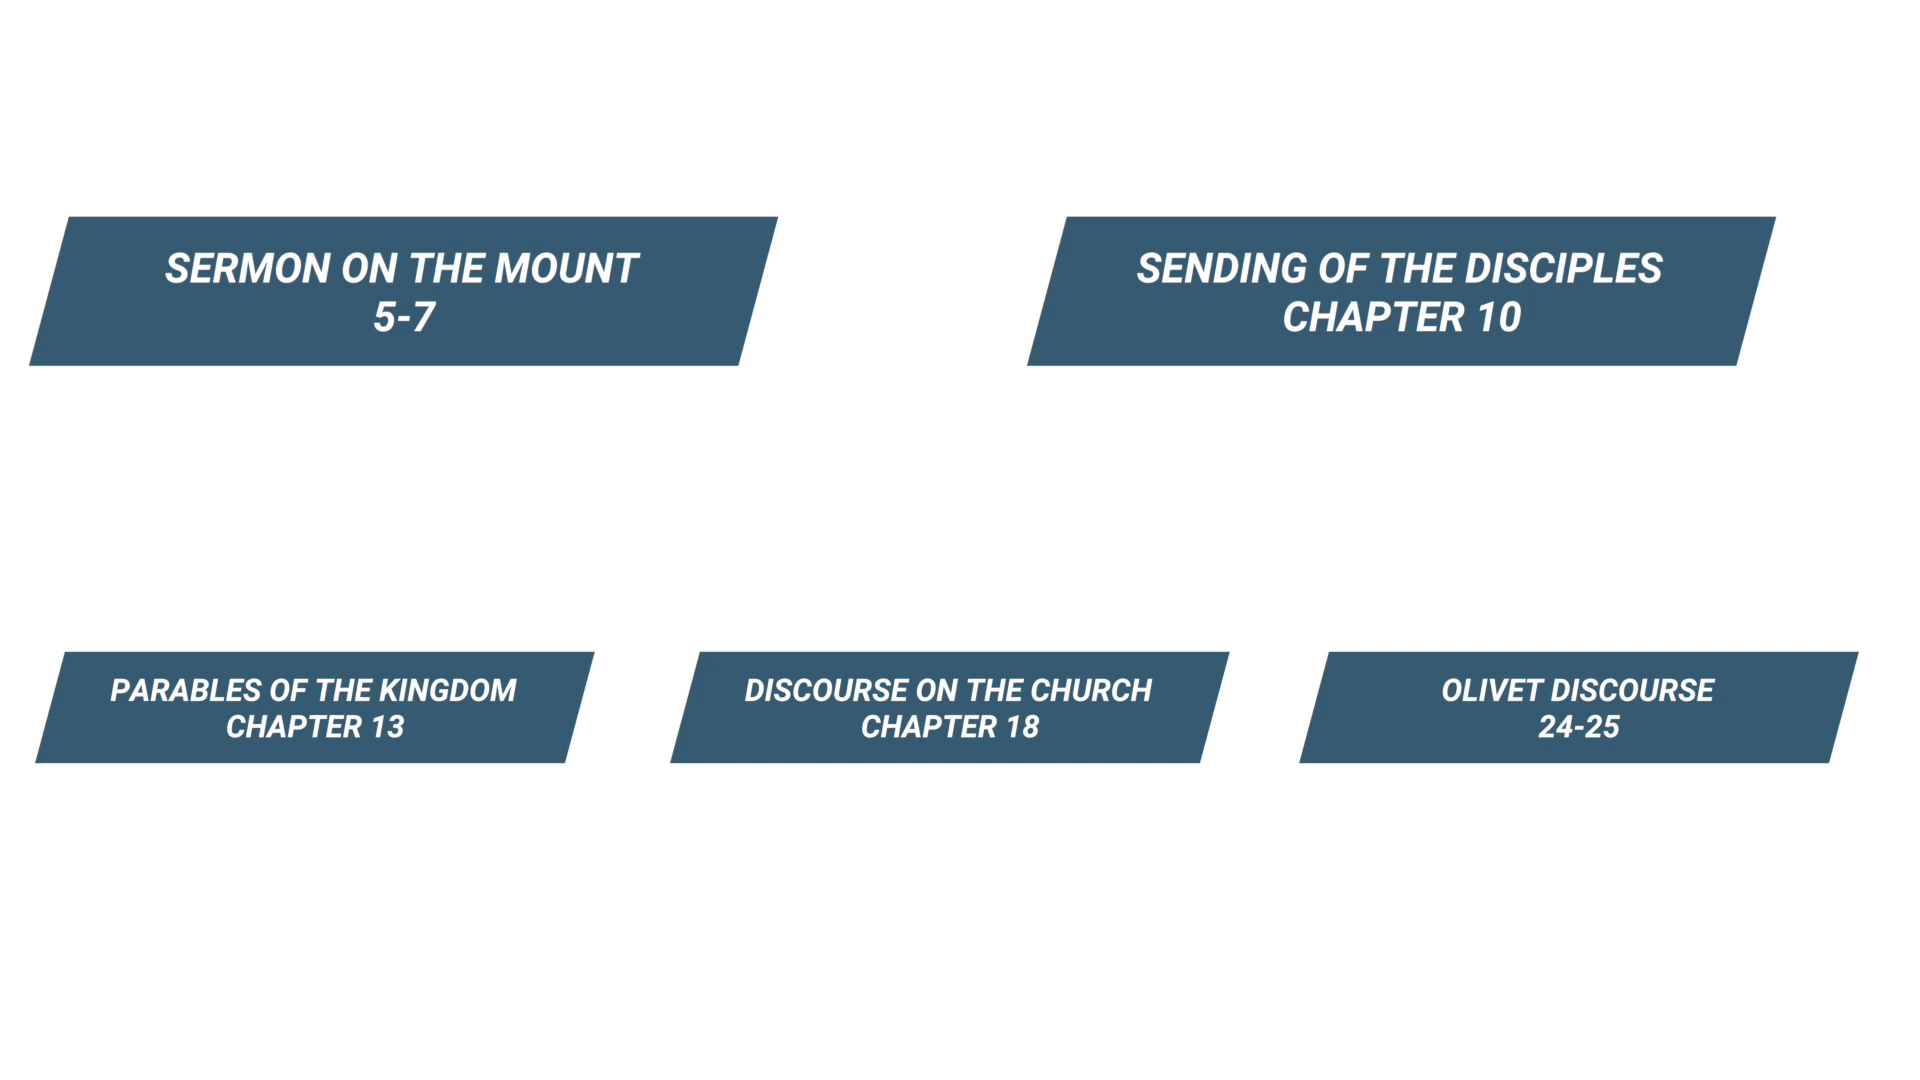 SERMON ON THE MOUNT
5-7
SENDING OF THE DISCIPLES
CHAPTER 10
PARABLES OF THE KINGDOM
CHAPTER 13
DISCOURSE ON THE CHURCH
CHAPTER 18
OLIVET DISCOURSE
24-25